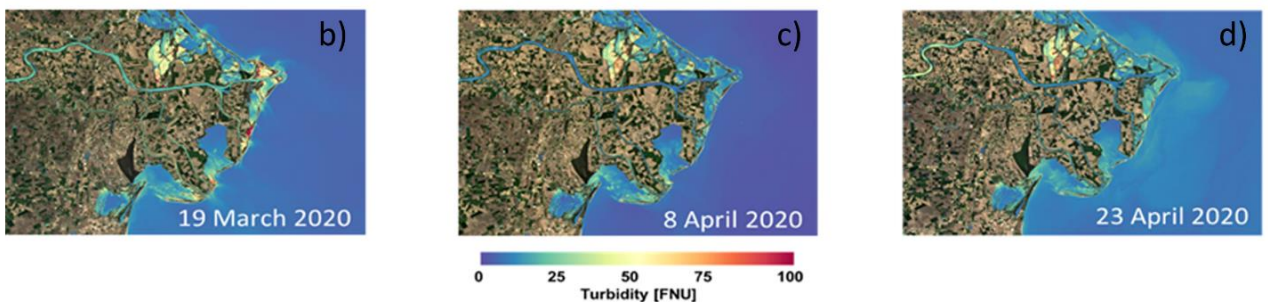 b)
19 March 2020
c)
8 April 2020
d)
23 April 2020
0 25 50 75 100
Turbidity [FNU]